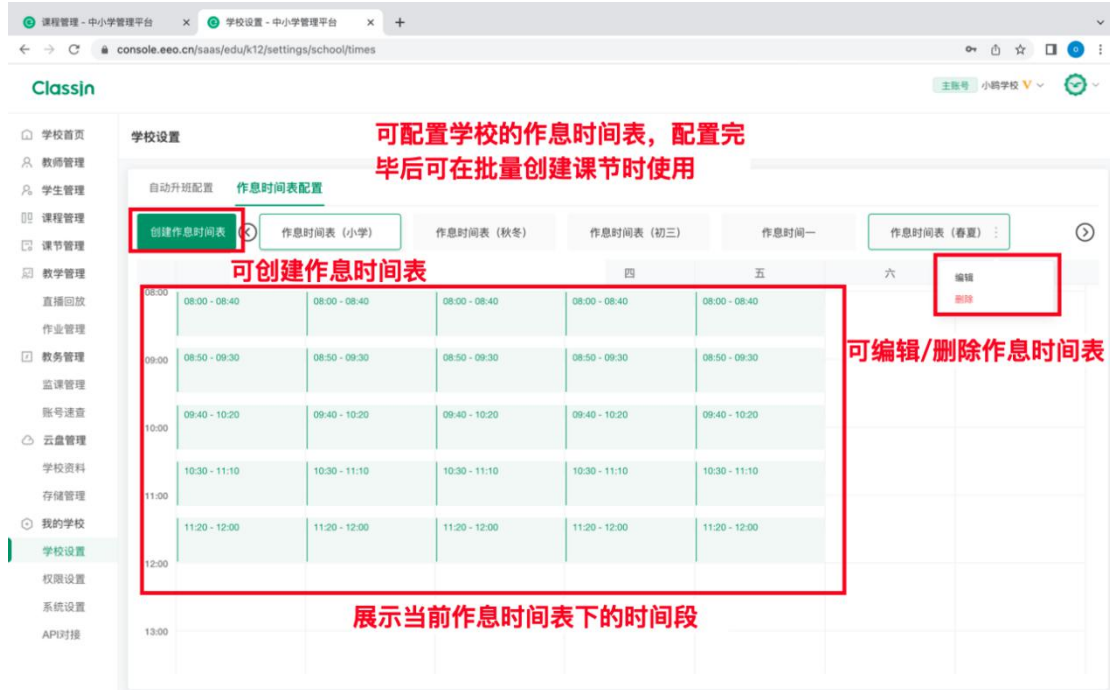 课程管理 - 中小学管理平台
学校设置 - 中小学管理平台
console.eeo.cn/saas/edu/k12/settings/school/times
ClassIn
主账号 小鸥学校 V
学校首页
教师管理
学生管理
课程管理
课节管理
教学管理
直播回放
作业管理
教务管理
监课管理
账号速查
云盘管理
学校资料
存储管理
我的学校
学校设置
权限设置
系统设置
API对接
学校设置
可配置学校的作息时间表，配置完
毕后可在批量创建课节时使用
自动升班配置 作息时间表配置
创建作息时间表 作息时间表（小学） 作息时间表（秋冬） 作息时间表（初三） 作息时间一 作息时间表（春夏）
可创建作息时间表
四 五 六
编辑
删除
可编辑/删除作息时间表
08:00
08:00 - 08:40 08:00 - 08:40 08:00 - 08:40 08:00 - 08:40 08:00 - 08:40
09:00
08:50 - 09:30 08:50 - 09:30 08:50 - 09:30 08:50 - 09:30 08:50 - 09:30
09:40 - 10:20 09:40 - 10:20 09:40 - 10:20 09:40 - 10:20 09:40 - 10:20
10:00
10:30 - 11:10 10:30 - 11:10 10:30 - 11:10 10:30 - 11:10 10:30 - 11:10
11:00
11:20 - 12:00 11:20 - 12:00 11:20 - 12:00 11:20 - 12:00 11:20 - 12:00
12:00
展示当前作息时间表下的时间段
13:00